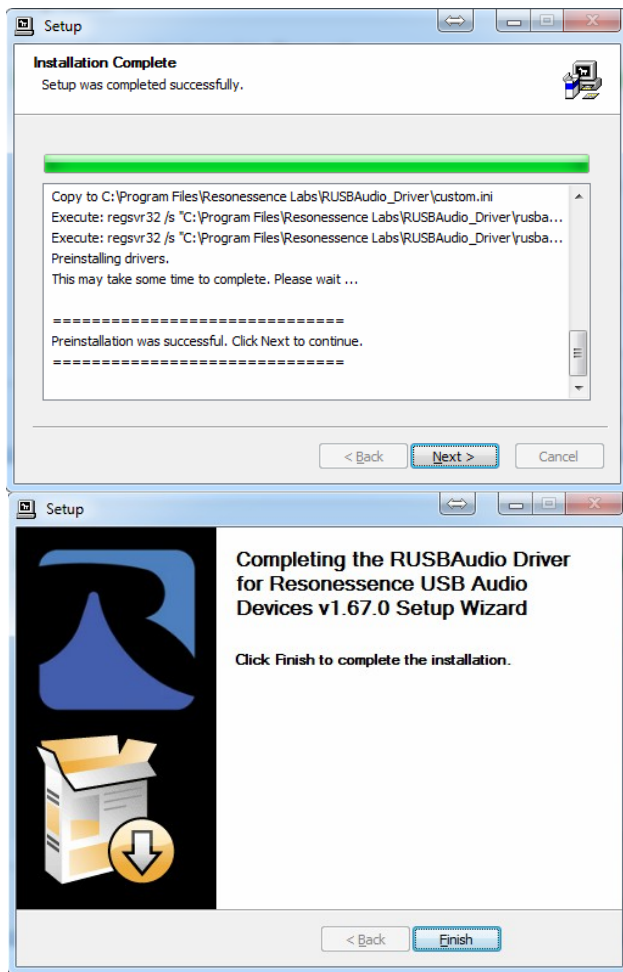 Setup
Installation Complete
Setup was completed successfully.
Copy to C:\Program Files\Resonessence Labs\RUSBAudio_Driver\custom.ini
Execute: regsvr32 /s "C:\Program Files\Resonessence Labs\RUSBAudio_Driver\rusba...
Execute: regsvr32 /s "C:\Program Files\Resonessence Labs\RUSBAudio_Driver\rusba...
Preinstalling drivers.
This may take some time to complete. Please wait ...
==============================
Preinstallation was successful. Click Next to continue.
==============================
< Back Next > Cancel
Setup
Completing the RUSBAudio Driver
for Resonessence USB Audio
Devices v1.67.0 Setup Wizard
Click Finish to complete the installation.
< Back Finish